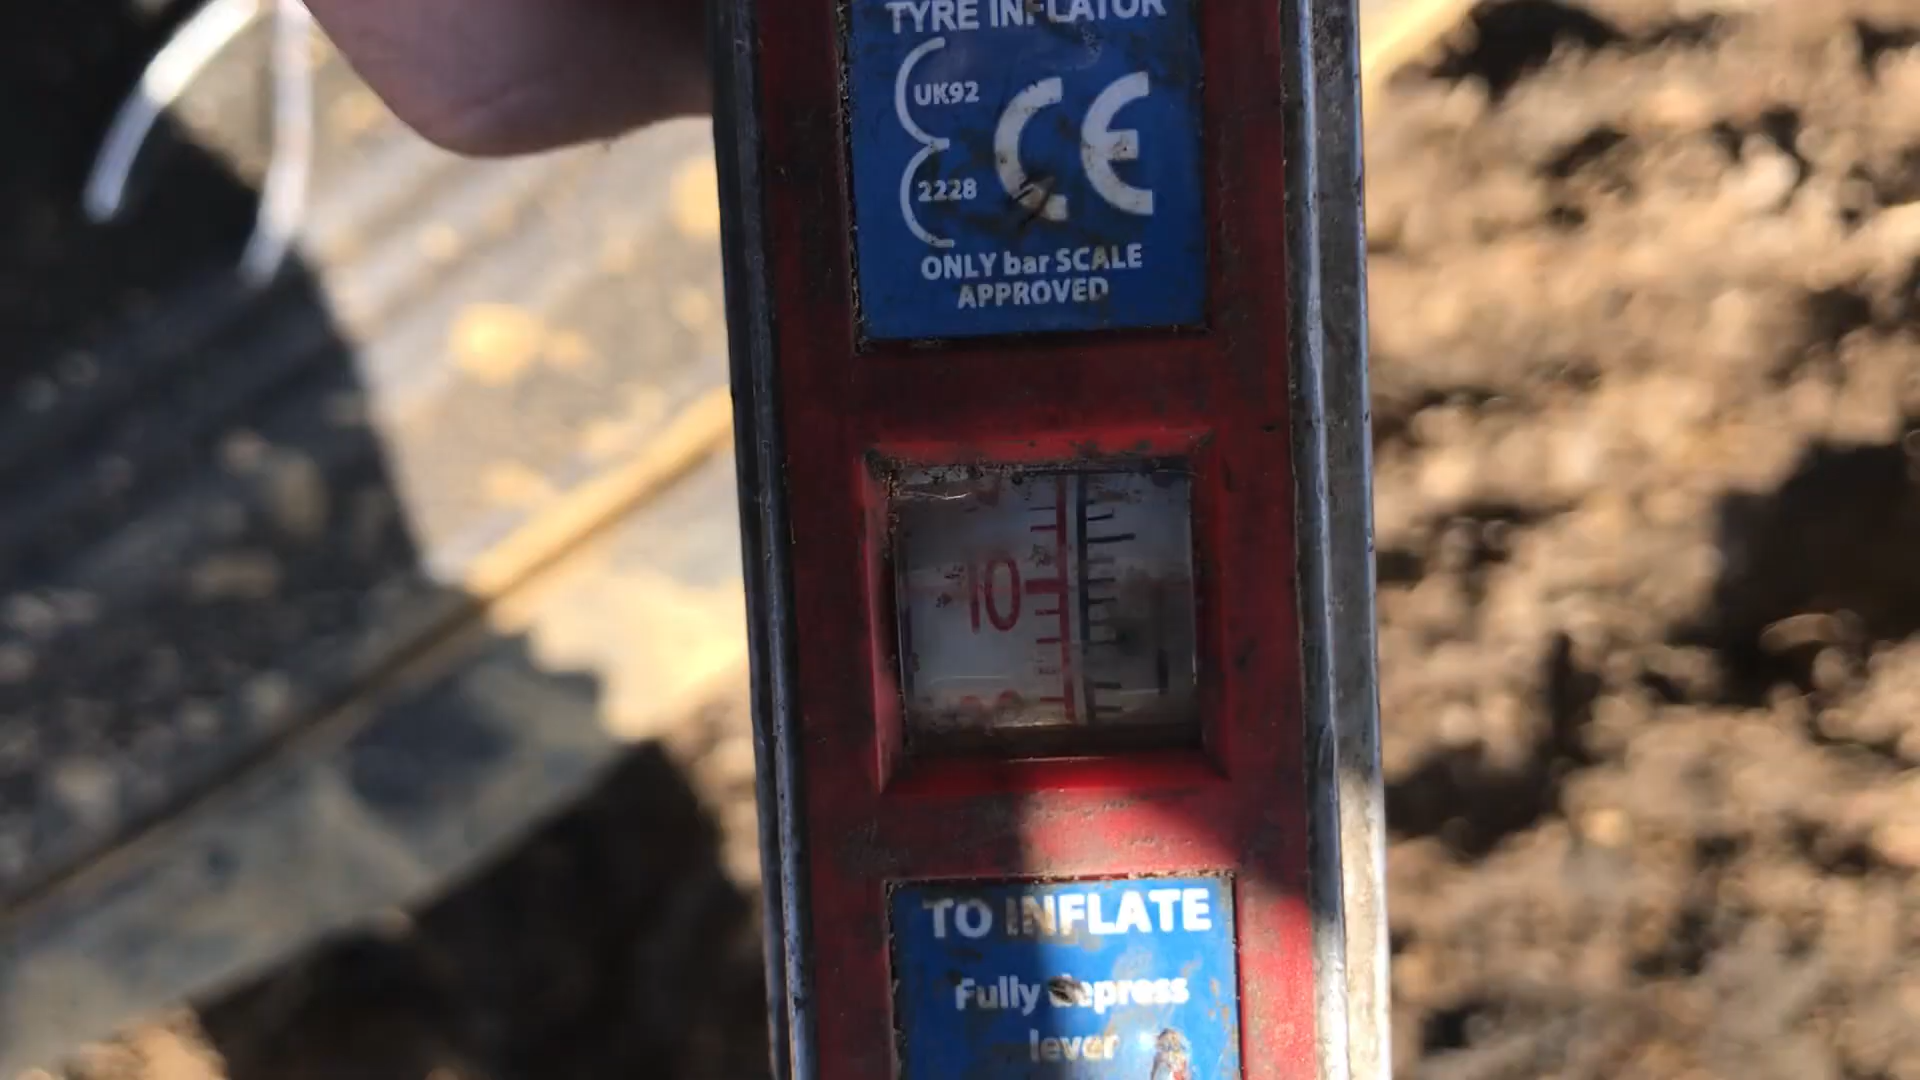 TYRE INFLATOR
UK92
CE
2228
ONLY bar SCALE
APPROVED
10
TO INFLATE
Fully depress
lever